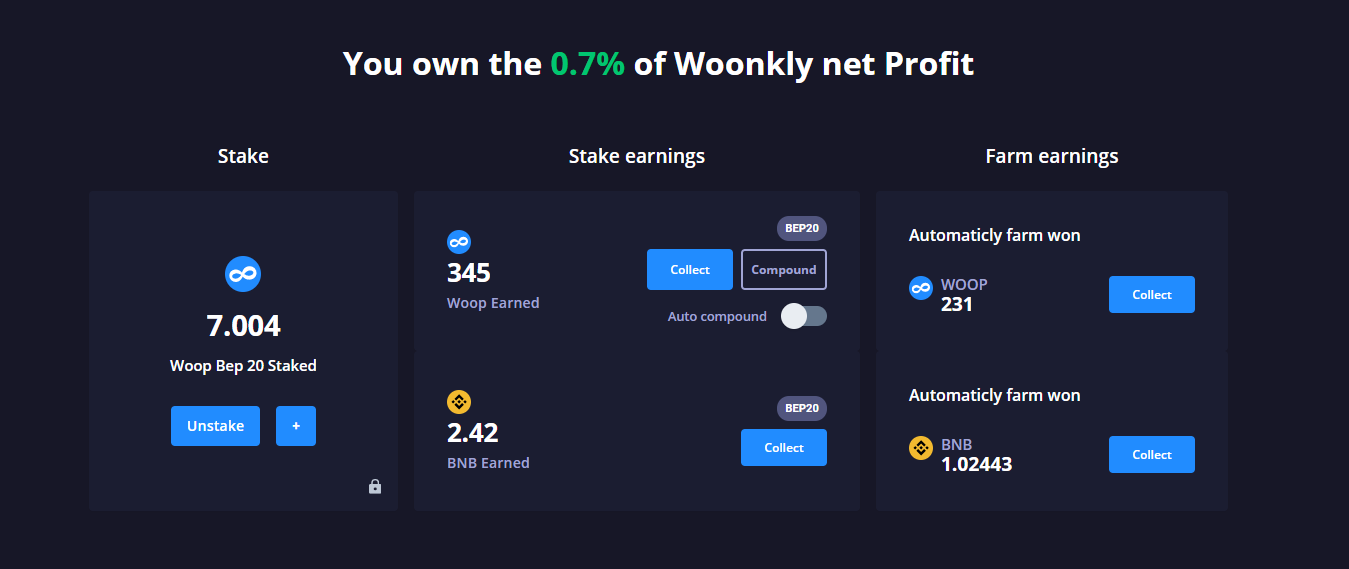 You own the 0.7% of Woonkly net Profit
Stake
7.004
Woop Bep 20 Staked
Unstake
+
Stake earnings
BEP20
345
Woop Earned
Collect
Compound
Auto compound
BEP20
2.42
BNB Earned
Collect
Farm earnings
Automaticly farm won
WOOP
231
Collect
Automaticly farm won
BNB
1.02443
Collect